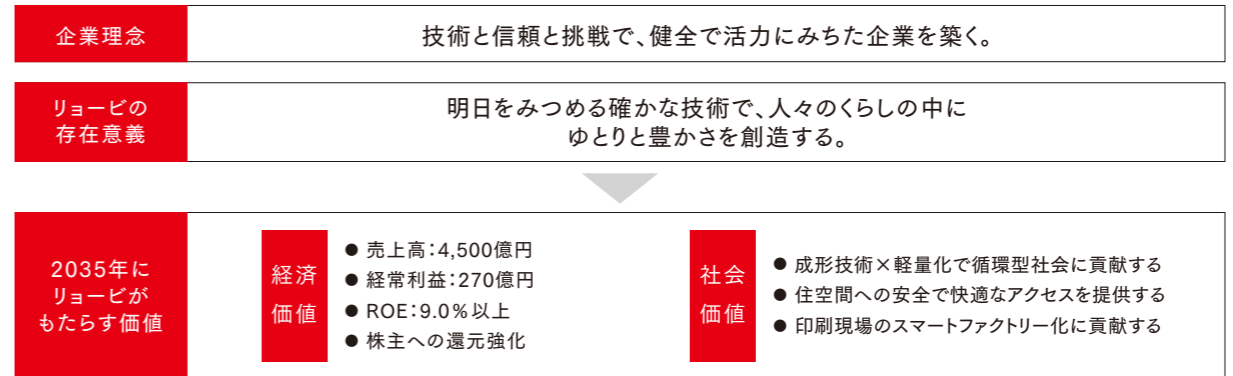 企業理念
技術と信頼と挑戦で、健全で活力にみちた企業を築く。
リョービの
存在意義
明日をみつめる確かな技術で、人々のくらしの中に
ゆとりと豊かさを創造する。
2035年に
リョービが
もたらす価値
経済
価値
● 売上高：4,500億円
● 経常利益：270億円
● ROE：9.0％以上
● 株主への還元強化
社会
価値
● 成形技術×軽量化で循環型社会に貢献する
● 住空間への安全で快適なアクセスを提供する
● 印刷現場のスマートファクトリー化に貢献する